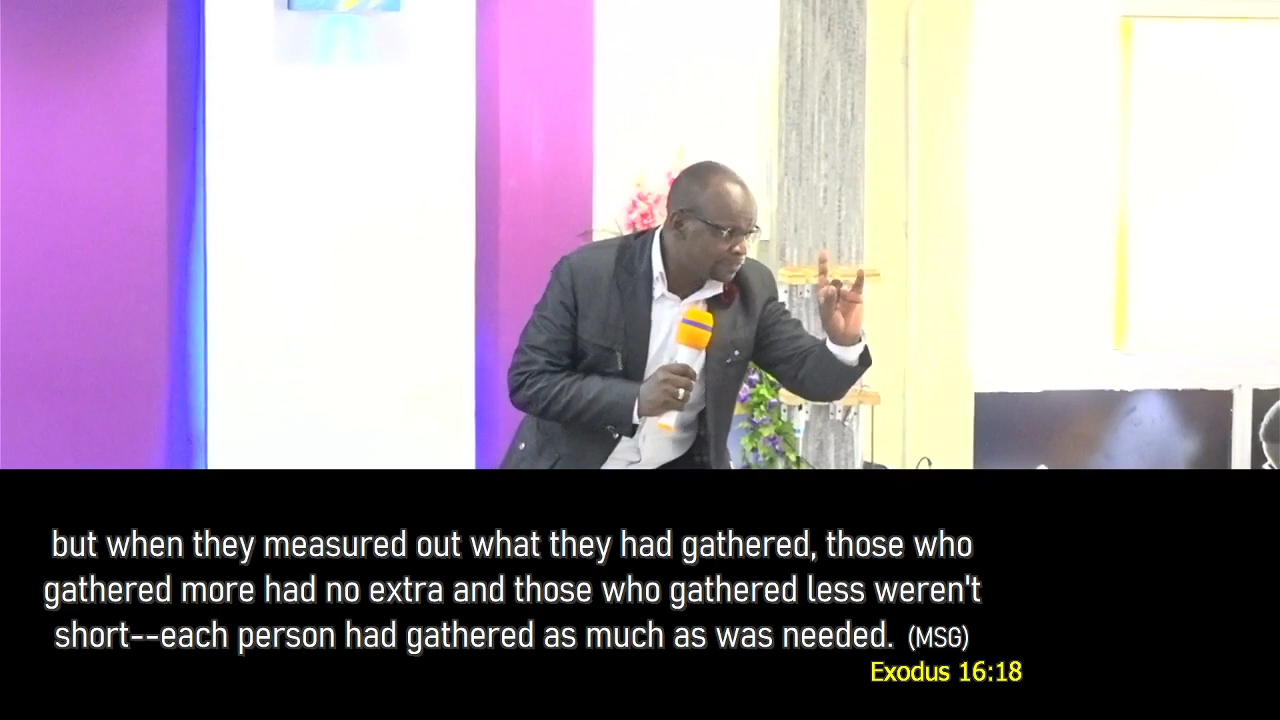 but when they measured out what they had gathered, those who
gathered more had no extra and those who gathered less weren't
short--each person had gathered as much as was needed. (MSG)
Exodus 16:18